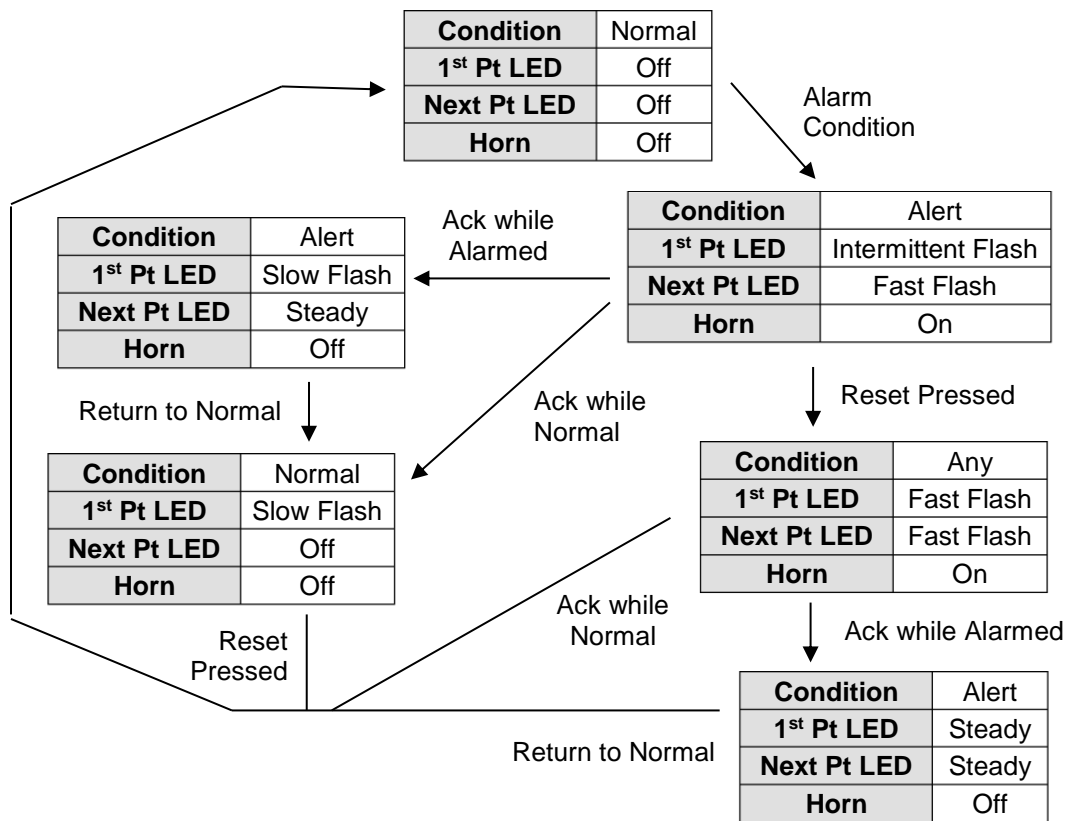 Condition Normal
1st Pt LED Off
Next Pt LED Off
Horn Off
Alarm
Condition
Condition Alert
1st Pt LED Intermittent Flash
Next Pt LED Fast Flash
Horn On
Ack while
Alarmed
Condition Alert
1st Pt LED Slow Flash
Next Pt LED Steady
Horn Off
Return to Normal
Ack while
Normal
Reset Pressed
Condition Normal
1st Pt LED Slow Flash
Next Pt LED Off
Horn Off
Condition Any
1st Pt LED Fast Flash
Next Pt LED Fast Flash
Horn On
Reset
Pressed
Ack while
Normal
Ack while Alarmed
Condition Alert
1st Pt LED Steady
Next Pt LED Steady
Horn Off
Return to Normal